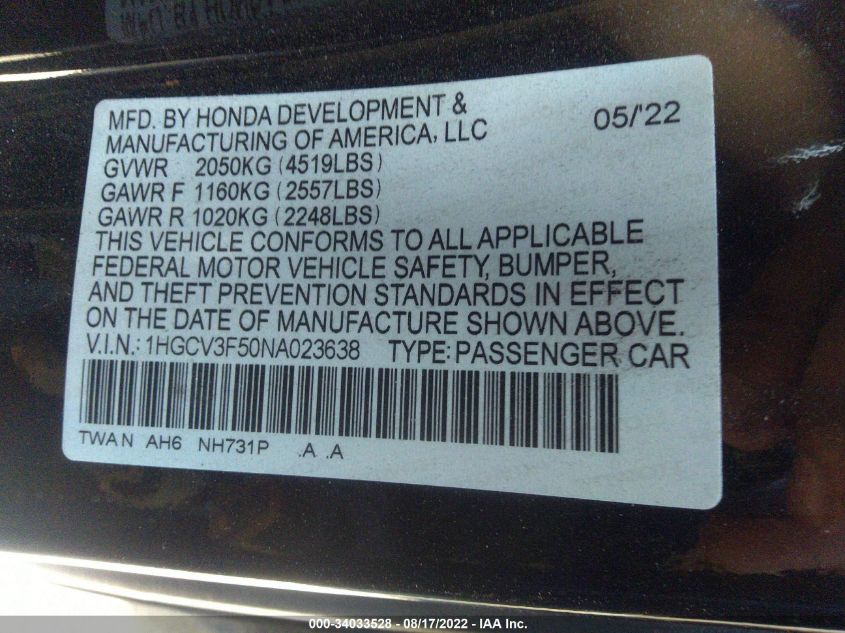 MFD. BY HONDA DEVELOPMENT &
MANUFACTURING OF AMERICA, LLC 05/'22
GVWR 2050KG (4519LBS)
GAWR F 1160KG (2557LBS)
GAWR R 1020KG (2248LBS)
THIS VEHICLE CONFORMS TO ALL APPLICABLE
FEDERAL MOTOR VEHICLE SAFETY, BUMPER,
AND THEFT PREVENTION STANDARDS IN EFFECT
ON THE DATE OF MANUFACTURE SHOWN ABOVE.
V.I.N.: 1HGCV3F50NA023638 TYPE: PASSENGER CAR
TWA N AH6 NH731P .A .A
000-34033528 - 08/17/2022 - IAA Inc.